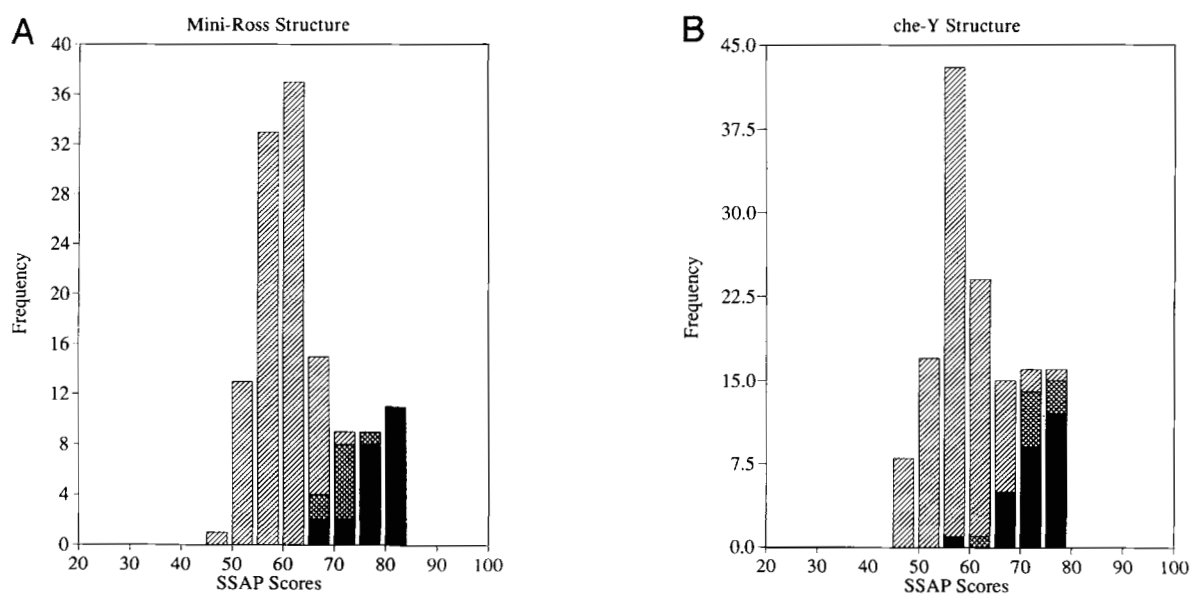 A
Mini-Ross Structure
40
36
32
28
24
20
16
12
8
4
0
Frequency
20 30 40 50 60 70 80 90 100
SSAP Scores
B
che-Y Structure
45.0
37.5
30.0
22.5
15.0
7.5
0.0
Frequency
20 30 40 50 60 70 80 90 100
SSAP Scores